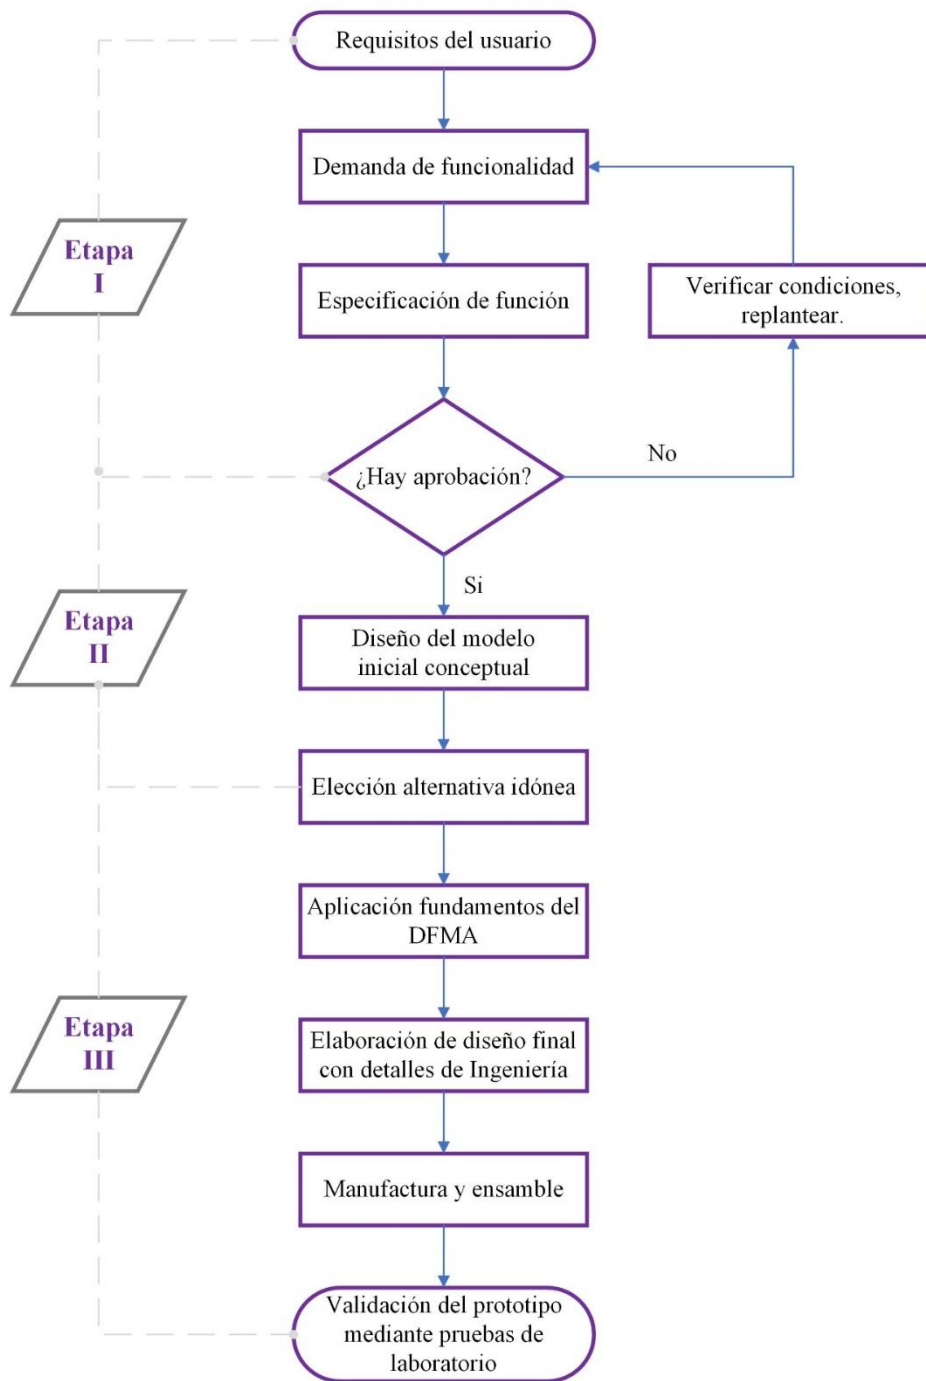 Requisitos del usuario
Demanda de funcionalidad
Etapa
I
Especificación de función
Verificar condiciones,
replantear.
¿Hay aprobación?
No
Si
Etapa
II
Diseño del modelo
inicial conceptual
Elección alternativa idónea
Aplicación fundamentos del
DFMA
Etapa
III
Elaboración de diseño final
con detalles de Ingeniería
Manufactura y ensamble
Validación del prototipo
mediante pruebas de
laboratorio